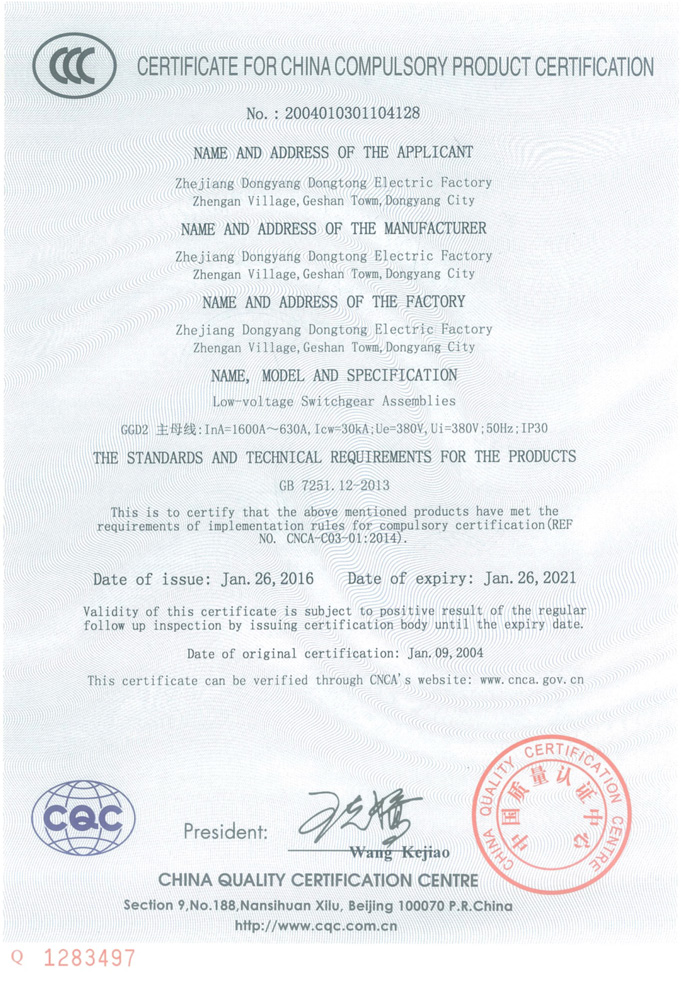 CCC
CERTIFICATE FOR CHINA COMPULSORY PRODUCT CERTIFICATION
No.：2004010301104128
NAME AND ADDRESS OF THE APPLICANT
Zhejiang Dongyang Dongtong Electric Factory
Zhengan Village, Geshan Towm, Dongyang City
NAME AND ADDRESS OF THE MANUFACTURER
Zhejiang Dongyang Dongtong Electric Factory
Zhengan Village, Geshan Towm, Dongyang City
NAME AND ADDRESS OF THE FACTORY
Zhejiang Dongyang Dongtong Electric Factory
Zhengan Village, Geshan Towm, Dongyang City
NAME, MODEL AND SPECIFICATION
Low-voltage Switchgear Assemblies
GGD2 主母线:InA=1600A～630A, Icw=30kA;Ue=380V, Ui=380V;50Hz;IP30
THE STANDARDS AND TECHNICAL REQUIREMENTS FOR THE PRODUCTS
GB 7251.12-2013
This is to certify that the above mentioned products have met the
requirements of implementation rules for compulsory certification(REF
NO. CNCA-C03-01:2014).
Date of issue: Jan. 26, 2016 Date of expiry: Jan. 26, 2021
Validity of this certificate is subject to positive result of the regular
follow up inspection by issuing certification body until the expiry date.
Date of original certification: Jan. 09, 2004
This certificate can be verified through CNCA's website: www.cnca.gov.cn
CQC
President:
王克娇
Wang Kejiao
CHINA QUALITY CERTIFICATION CENTRE
中国质量认证中心
CHINA QUALITY CERTIFICATION CENTRE
Section 9, No.188, Nansihuan Xilu, Beijing 100070 P.R.China
http://www.cqc.com.cn
Q 1283497